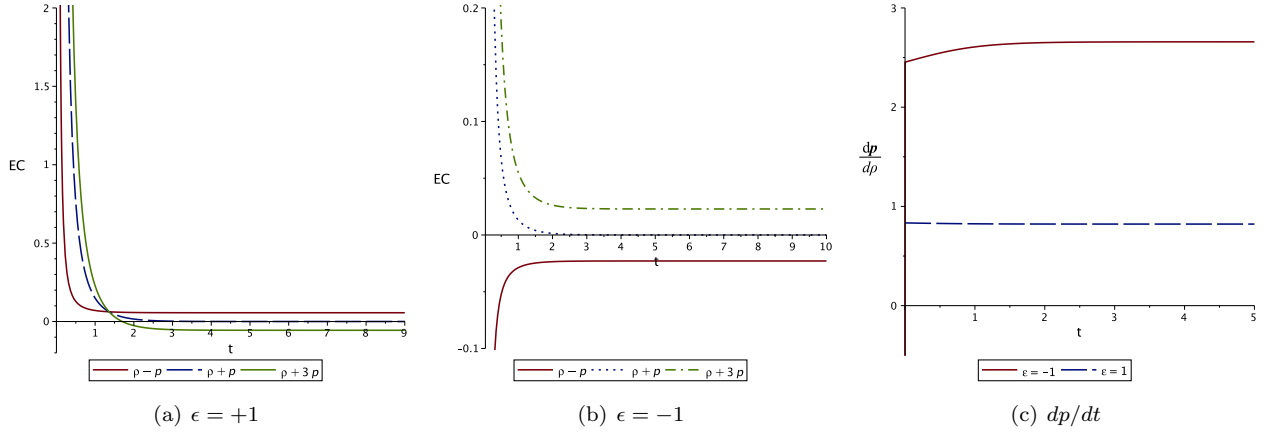 2
1.5
EC
1
0.5
0
1 2 3 4 5 6 7 8 9
t
ρ − p ρ + p ρ + 3 p
(a) ϵ = +1
0.2
0.1
EC
0
1 2 3 4 5 6 7 8 9 10
t
-0.1
ρ − p ρ + p ρ + 3 p
(b) ϵ = −1
3
2
dp
dρ
1
0
1 2 3 4 5
t
ε = -1 ε = 1
(c) dp/dt